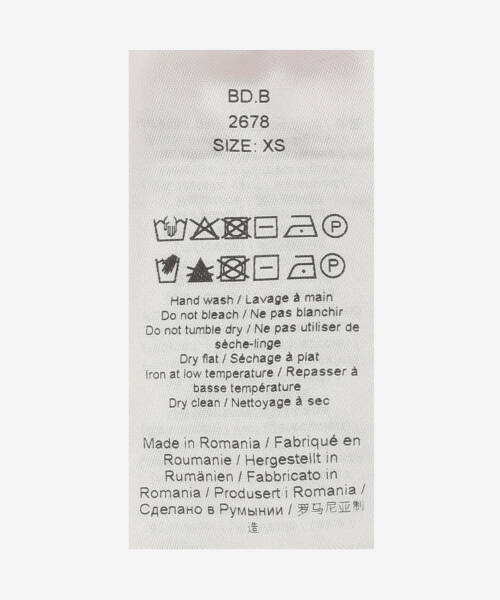 BD.B
2678
SIZE: XS
P
P
Hand wash / Lavage à main
Do not bleach / Ne pas blanchir
Do not tumble dry / Ne pas utiliser de
sèche-linge
Dry flat / Séchage à plat
Iron at low temperature / Repasser à
basse température
Dry clean / Nettoyage à sec
Made in Romania / Fabriqué en
Roumanie / Hergestellt in
Rumänien / Fabbricato in
Romania / Produsert i Romania /
Сделано в Румынии / 罗马尼亚制
造